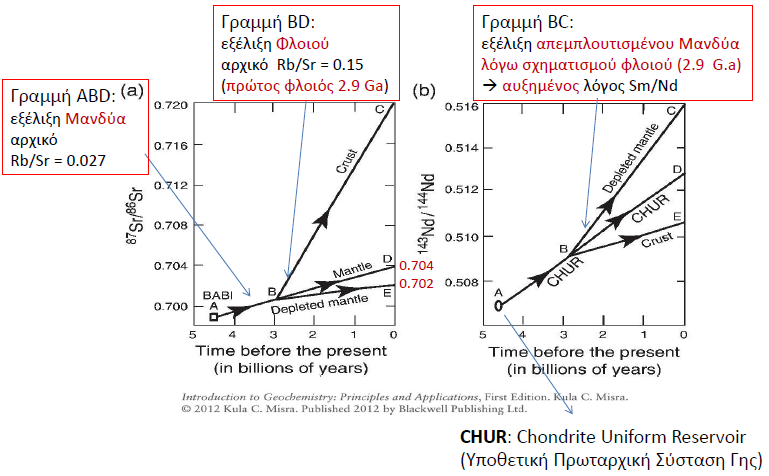 Γραμμή BD:
εξέλιξη Φλοιού
αρχικό Rb/Sr = 0.15
(πρώτος φλοιός 2.9 Ga)
Γραμμή BC:
εξέλιξη απεμπλουτισμένου Μανδύα
λόγω σχηματισμού φλοιού (2.9 G.a)
→ αυξημένος λόγος Sm/Nd
Γραμμή ABD:
εξέλιξη Μανδύα
αρχικό
Rb/Sr = 0.027
(a)
0.720
0.716
0.712
0.708
0.704
0.700
87Sr/86Sr
C
Crust
BABI
A
B
Mantle
D
0.704
Depleted mantle
E
0.702
5
4
3
2
1
0
Time before the present
(in billions of years)
(b)
0.516
0.514
0.512
0.510
0.508
143Nd/144Nd
C
Depleted mantle
D
CHUR
B
E
Crust
A
CHUR
5
4
3
2
1
0
Time before the present
(in billions of years)
Introduction to Geochemistry: Principles and Applications, First Edition. Kula C. Misra.
© 2012 Kula C. Misra. Published 2012 by Blackwell Publishing Ltd.
CHUR: Chondrite Uniform Reservoir
(Υποθετική Πρωταρχική Σύσταση Γης)